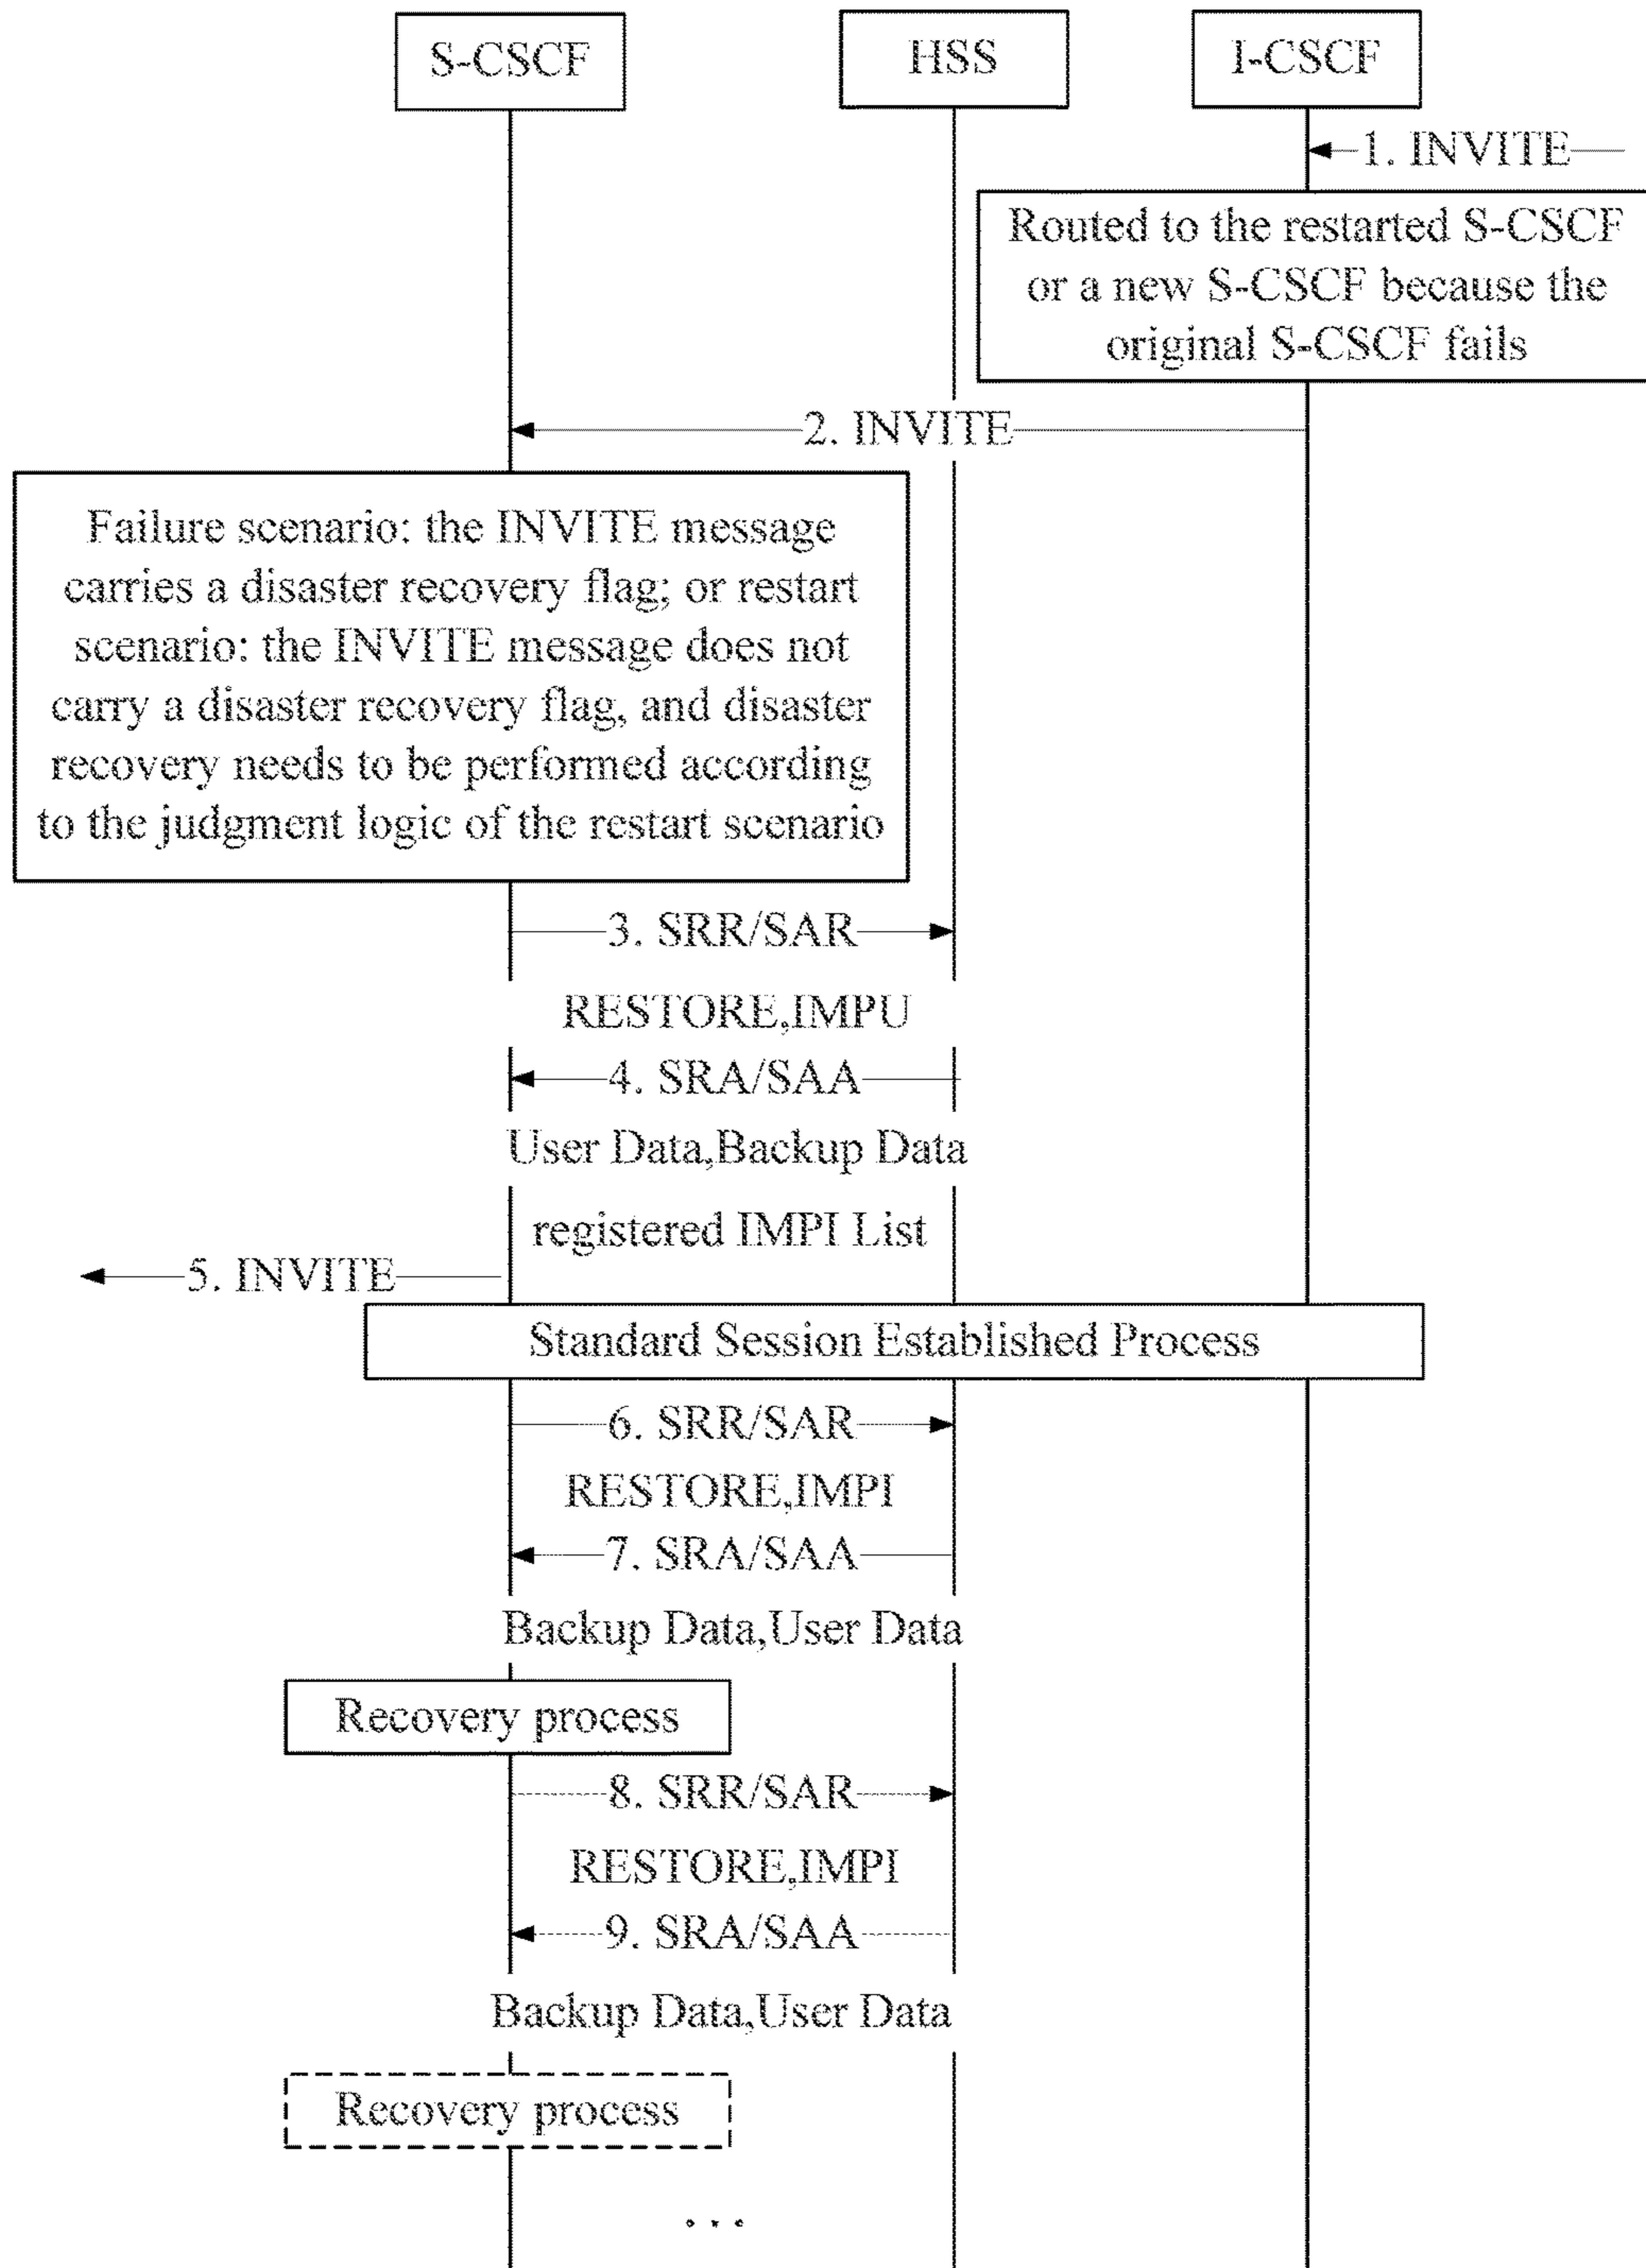 S-CSCF
HSS
I-CSCF
1. INVITE
Routed to the restarted S-CSCF
or a new S-CSCF because the
original S-CSCF fails
2. INVITE
Failure scenario: the INVITE message
carries a disaster recovery flag; or restart
scenario: the INVITE message does not
carry a disaster recovery flag, and disaster
recovery needs to be performed according
to the judgment logic of the restart scenario
3. SRR/SAR
RESTORE,IMPU
4. SRA/SAA
User Data,Backup Data
registered IMPI List
5. INVITE
Standard Session Established Process
6. SRR/SAR
RESTORE,IMPI
7. SRA/SAA
Backup Data,User Data
Recovery process
8. SRR/SAR
RESTORE,IMPI
9. SRA/SAA
Backup Data,User Data
Recovery process
...